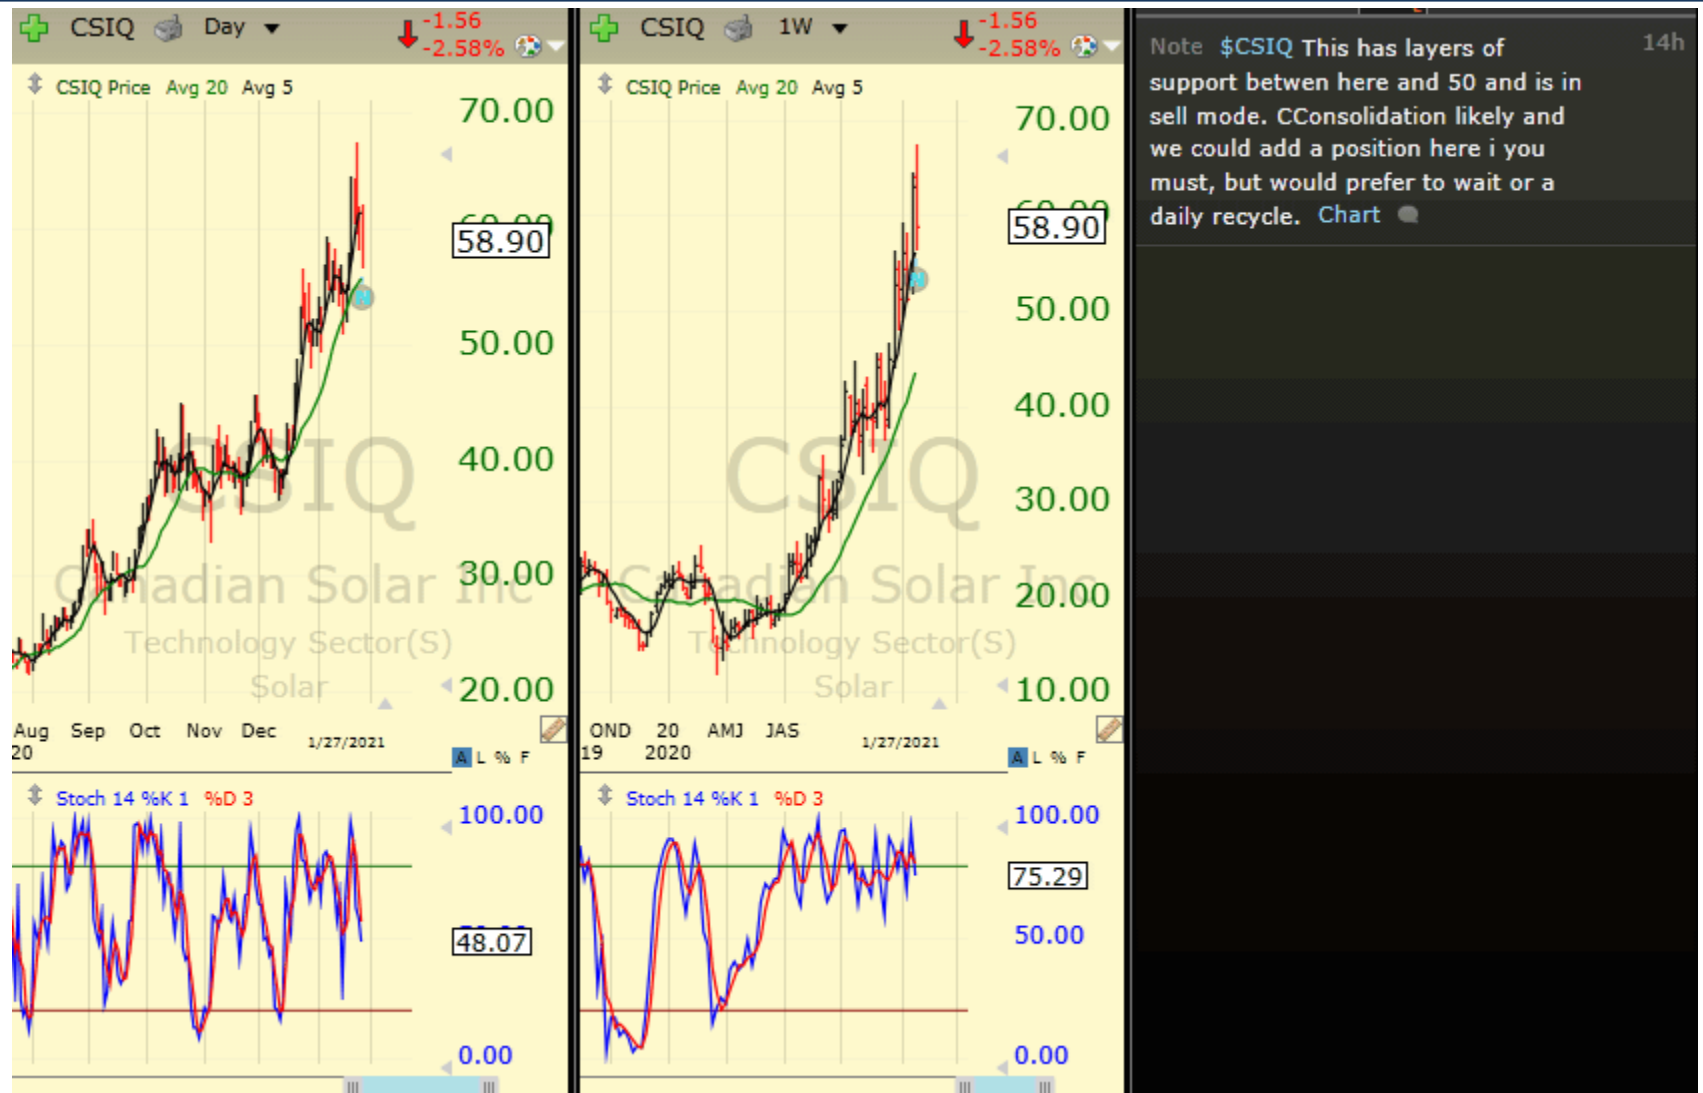 CSIQ Day -1.56
-2.58%
CSIQ Price Avg 20 Avg 5
70.00
58.90
50.00
40.00
30.00
20.00
CSIQ
Canadian Solar Inc
Technology Sector(S)
Solar
Aug Sep Oct Nov Dec 1/27/2021
20
A L % F
Stoch 14 %K 1 %D 3
100.00
48.07
0.00
CSIQ 1W -1.56
-2.58%
CSIQ Price Avg 20 Avg 5
70.00
58.90
50.00
40.00
30.00
20.00
10.00
CSIQ
Canadian Solar Inc
Technology Sector(S)
Solar
OND 20 AMJ JAS 1/27/2021
19 2020
A L % F
Stoch 14 %K 1 %D 3
100.00
75.29
50.00
0.00
N
N
Note $CSIQ This has layers of 14h
support betwen here and 50 and is in
sell mode. CConsolidation likely and
we could add a position here i you
must, but would prefer to wait or a
daily recycle. Chart